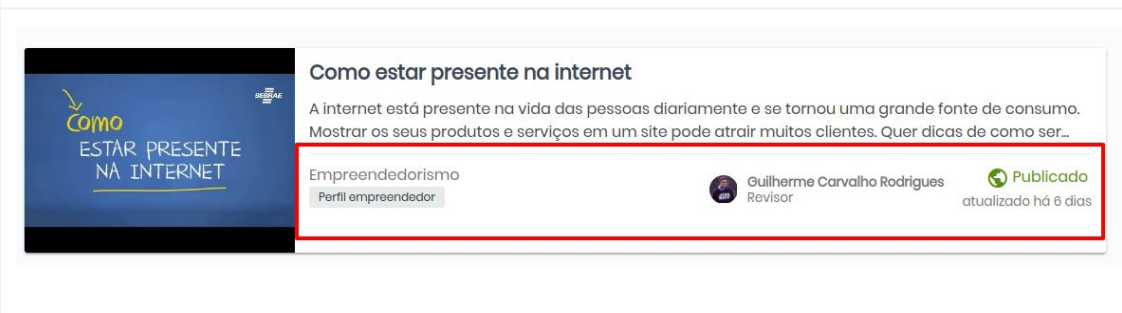 SEBRAE
COMO
ESTAR PRESENTE
NA INTERNET
Como estar presente na internet
A internet está presente na vida das pessoas diariamente e se tornou uma grande fonte de consumo.
Mostrar os seus produtos e serviços em um site pode atrair muitos clientes. Quer dicas de como ser...
Empreendedorismo
Perfil empreendedor
Guilherme Carvalho Rodrigues
Revisor
Publicado
atualizado há 6 dias